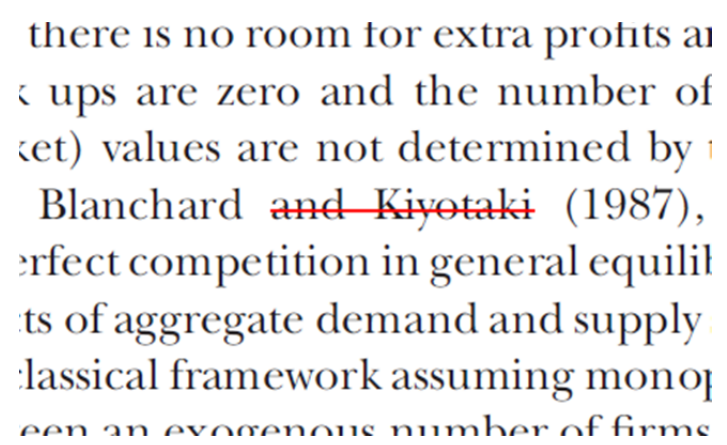 there is no room for extra profits
ups are zero and the number of
values are not determined by
Blanchard and Kiyotaki (1987),
competition in general
of aggregate demand and supply
framework assuming
an exogenous number of firms